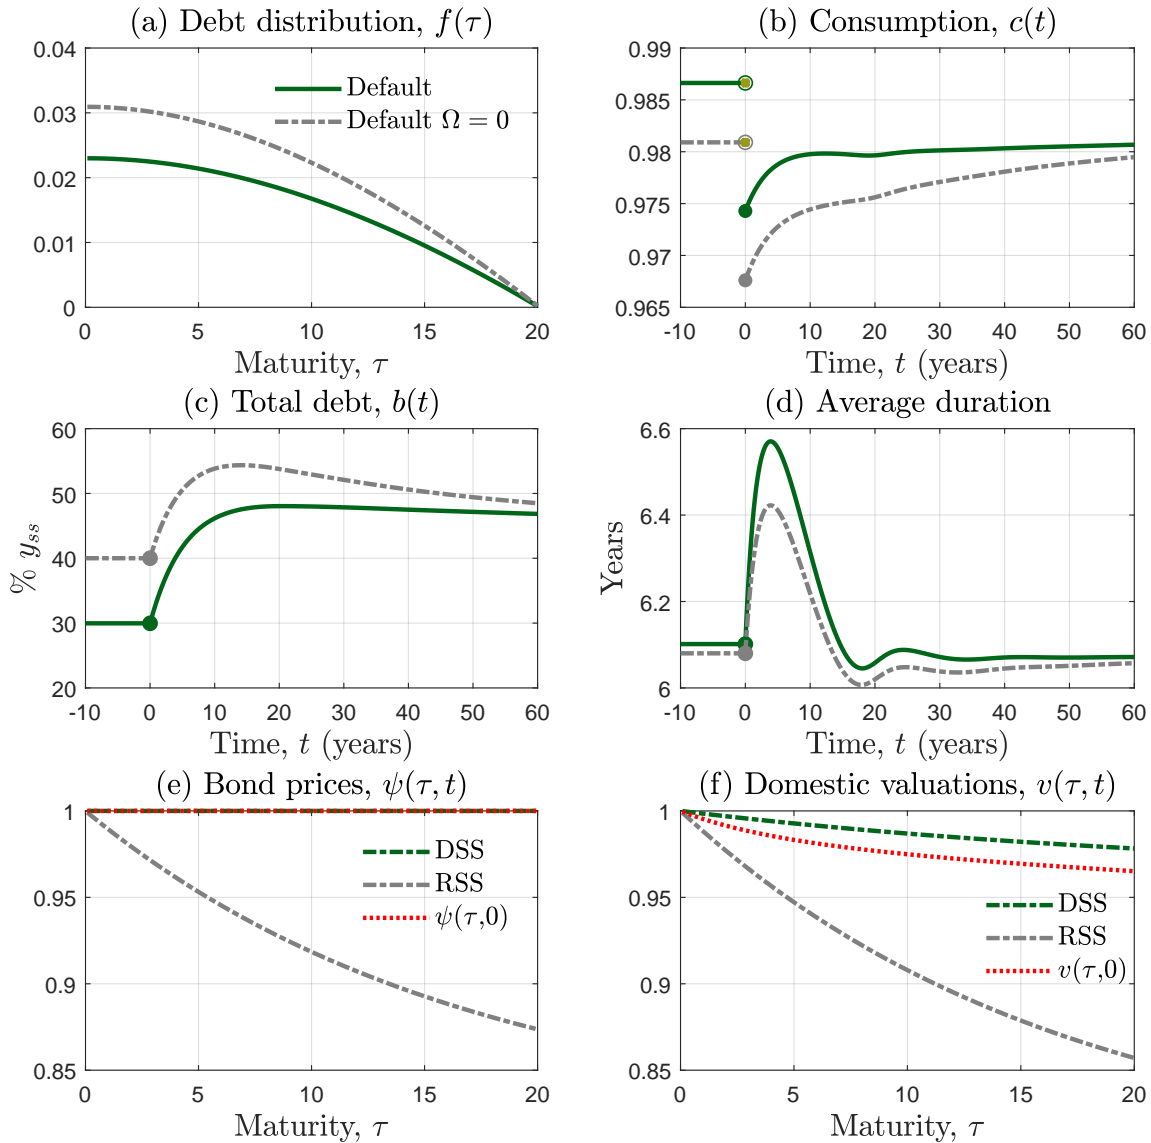 (a) Debt distribution, f(τ)
0.04
0.03
0.02
0.01
0
0 5 10 15 20
Maturity, τ
Default
Default Ω = 0
(b) Consumption, c(t)
0.99
0.985
0.98
0.975
0.97
0.965
-10 0 10 20 30 40 50 60
Time, t (years)
(c) Total debt, b(t)
% y_{ss}
60
50
40
30
20
-10 0 10 20 30 40 50 60
Time, t (years)
(d) Average duration
Years
6.6
6.4
6.2
6
-10 0 10 20 30 40 50 60
Time, t (years)
(e) Bond prices, ψ(τ, t)
1
0.95
0.9
0.85
0 5 10 15 20
Maturity, τ
DSS
RSS
ψ(τ,0)
(f) Domestic valuations, v(τ, t)
1
0.95
0.9
0.85
0 5 10 15 20
Maturity, τ
DSS
RSS
v(τ,0)